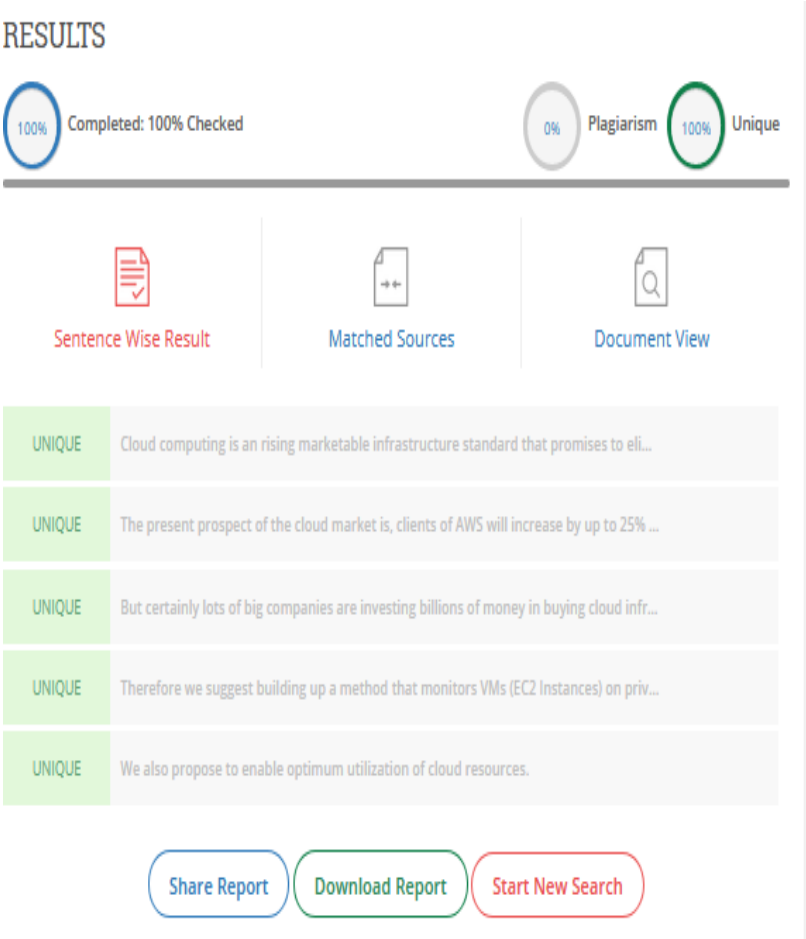 RESULTS
100% Completed: 100% Checked 0% Plagiarism 100% Unique
Sentence Wise Result Matched Sources Document View
UNIQUE Cloud computing is an rising marketable infrastructure standard that promises to eli...
UNIQUE The present prospect of the cloud market is, clients of AWS will increase by up to 25% ...
UNIQUE But certainly lots of big companies are investing billions of money in buying cloud infr...
UNIQUE Therefore we suggest building up a method that monitors VMs (EC2 Instances) on priv...
UNIQUE We also propose to enable optimum utilization of cloud resources.
Share Report Download Report Start New Search